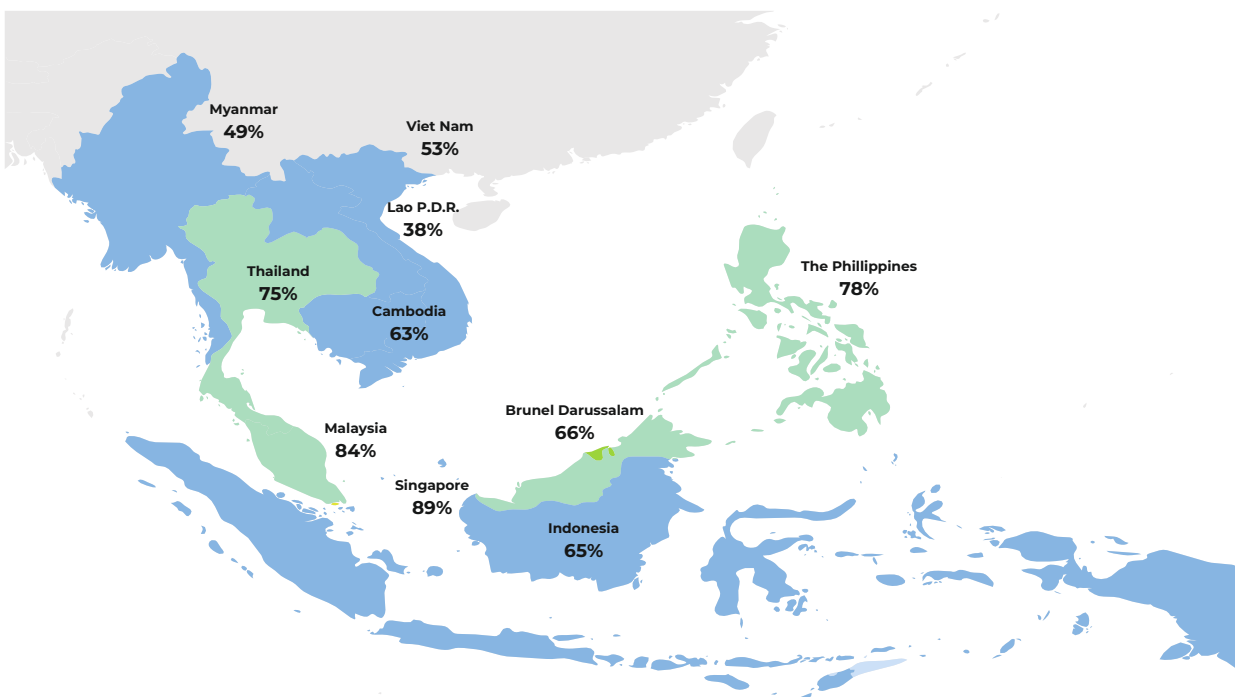 Myanmar
49%
Viet Nam
53%
Lao P.D.R.
38%
Thailand
75%
The Phillippines
78%
Cambodia
63%
Brunel Darussalam
66%
Malaysia
84%
Singapore
89%
Indonesia
65%